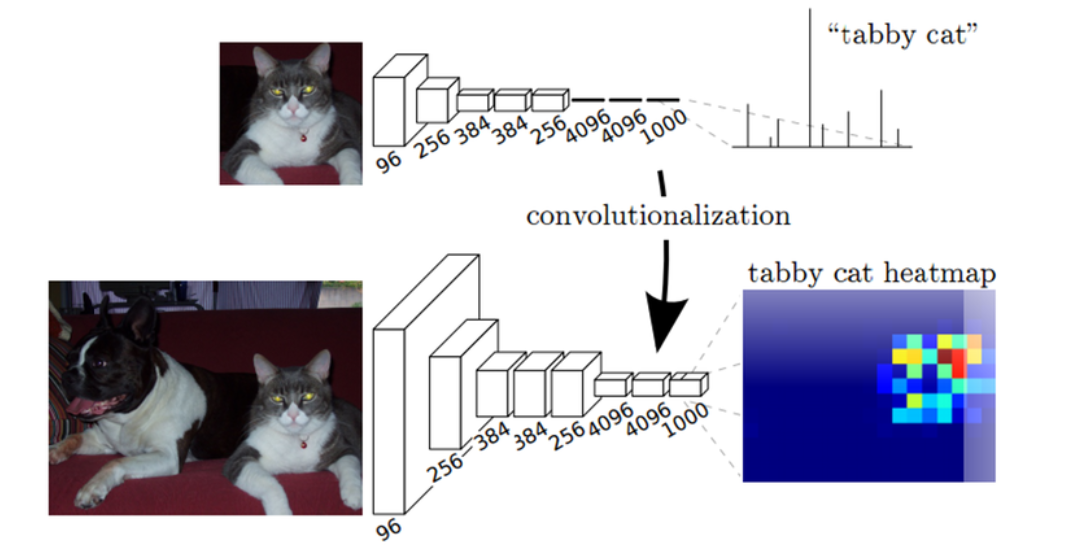 “tabby cat”
96 256 384 384 256 4096 4096 1000
convolutionalization
tabby cat heatmap
96 256 384 384 256 4096 4096 1000